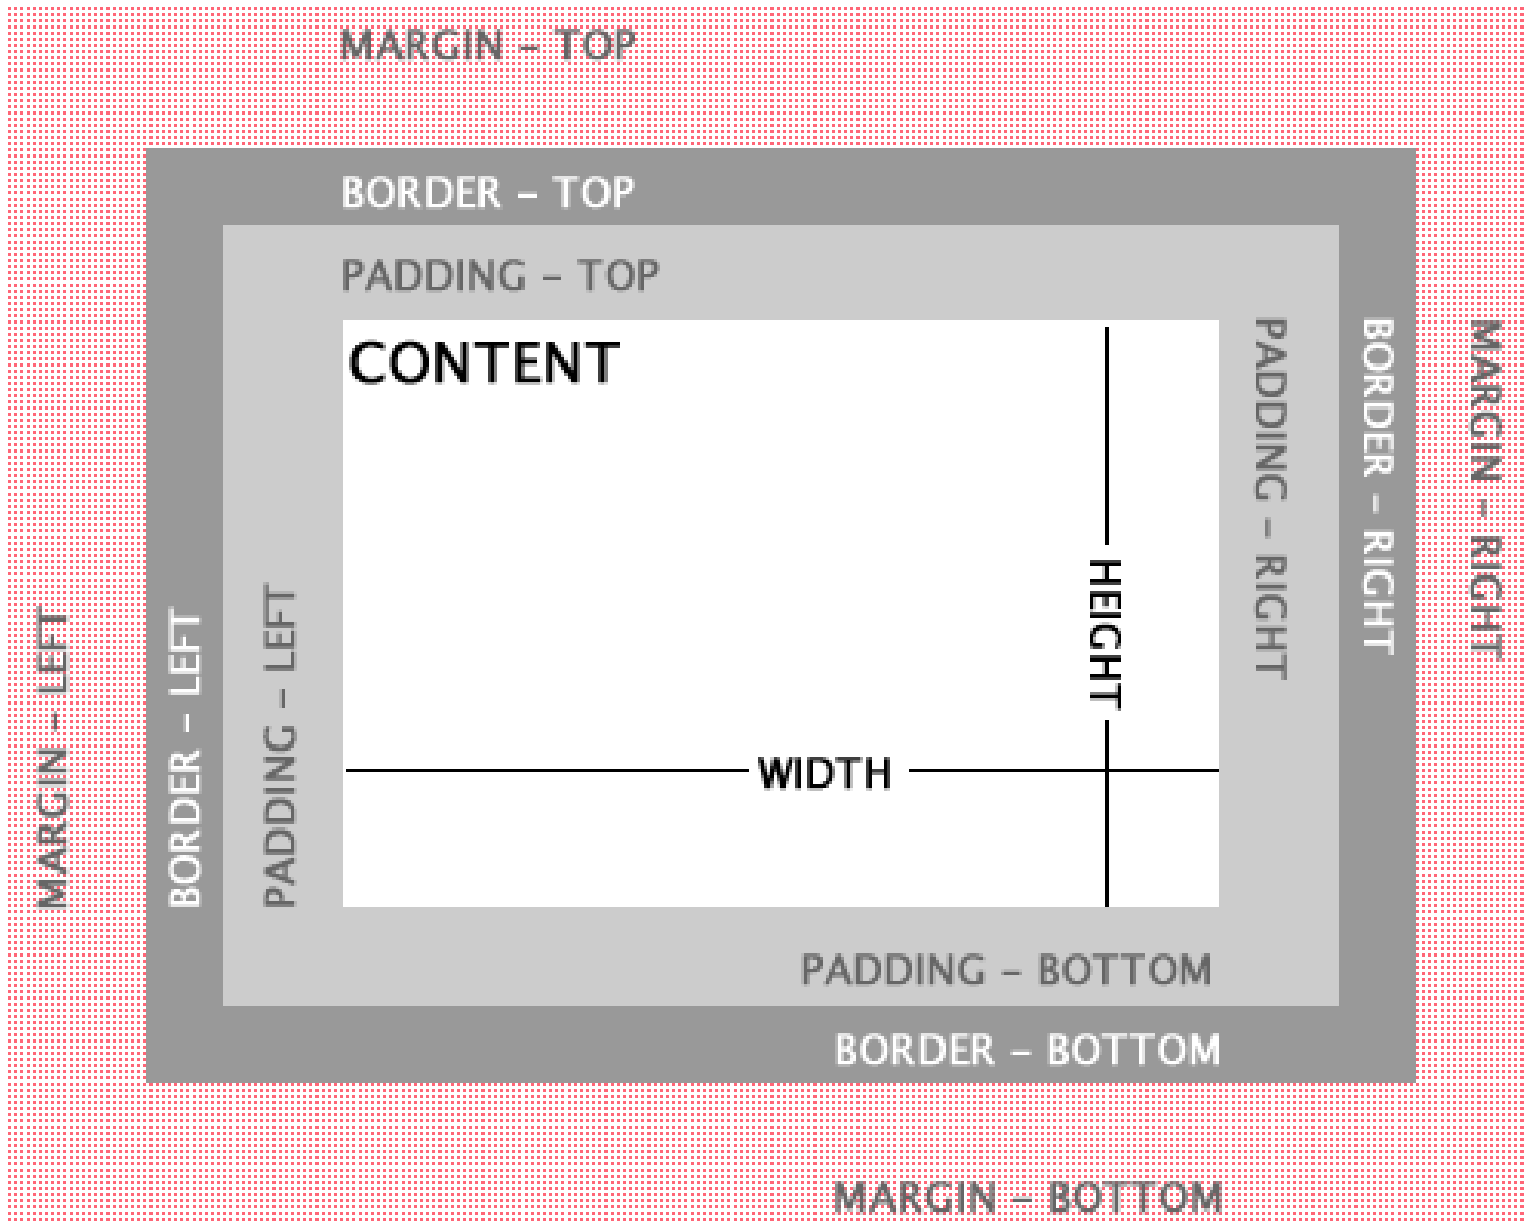 MARGIN – TOP
BORDER – TOP
PADDING – TOP
CONTENT
MARGIN – LEFT
BORDER – LEFT
PADDING – LEFT
HEIGHT
WIDTH
PADDING – RIGHT
BORDER – RIGHT
MARGIN – RIGHT
PADDING – BOTTOM
BORDER – BOTTOM
MARGIN – BOTTOM